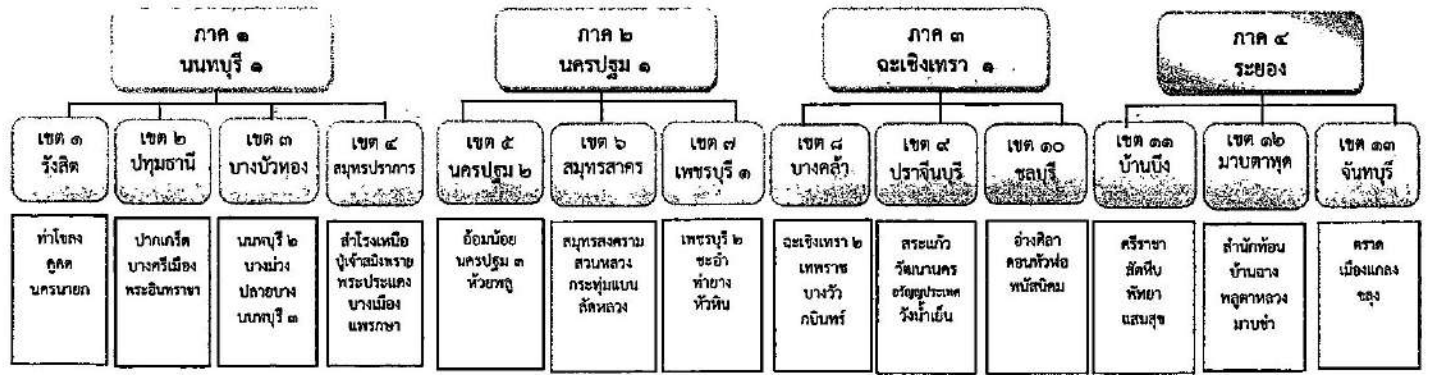 ภาค ๑
นนทบุรี ๑
ภาค ๒
นครปฐม ๑
ภาค ๓
ฉะเชิงเทรา ๑
ภาค ๔
ระยอง
เขต ๑
รังสิต
เขต ๒
ปทุมธานี
เขต ๓
บางบัวทอง
เขต ๔
สมุทรปราการ
เขต ๕
นครปฐม ๒
เขต ๖
สมุทรสาคร
เขต ๗
เพชรบุรี ๑
เขต ๘
บางคล้า
เขต ๙
ปราจีนบุรี
เขต ๑๐
ชลบุรี
เขต ๑๑
บ้านบึง
เขต ๑๒
มาบตาพุด
เขต ๑๓
จันทบุรี
ท่าโขลง
คูคต
นครนายก
ปากเกร็ด
บางศรีเมือง
พระอินทราชา
นนทบุรี ๒
บางม่วง
ปลายบาง
นนทบุรี ๓
สำโรงเหนือ
ปู่เจ้าสมิงพราย
พระประแดง
บางเมือง
แพรกษา
อ้อมน้อย
นครปฐม ๓
ห้วยพลู
สมุทรสงคราม
สวนหลวง
กระทุ่มแบน
ลัดหลวง
เพชรบุรี ๒
ชะอำ
ท่ายาง
หัวหิน
ฉะเชิงเทรา ๒
เทพราช
บางวัว
กบินทร์
สระแก้ว
วัฒนานคร
อรัญญประเทศ
วังน้ำเย็น
อ่างศิลา
ดอนหัวฬ่อ
พนัสนิคม
ศรีราชา
สัตหีบ
พัทยา
แสนสุข
สำนักท้อน
บ้านฉาง
พลูตาหลวง
มาบข่า
ตราด
เมืองแกลง
ขลุง